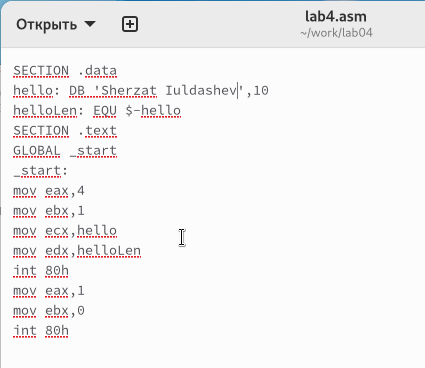 Открыть
lab4.asm
~/work/lab04
SECTION .data
hello: DB 'Sherzat Iuldashev',10
helloLen: EQU $-hello
SECTION .text
GLOBAL _start
_start:
mov eax,4
mov ebx,1
mov ecx,hello
mov edx,helloLen
int 80h
mov eax,1
mov ebx,0
int 80h